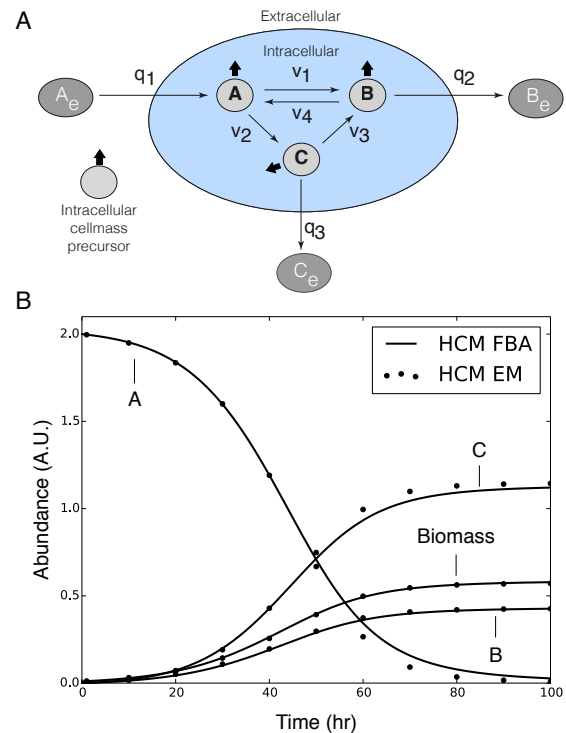 A
Extracellular
Intracellular
Ae
q1
A
v1
B
q2
Be
v4
v2
v3
C
Intracellular
cellmass
precursor
q3
Ce
B
2.0
1.5
1.0
0.5
0.0
Abundance (A.U.)
HCM FBA
HCM EM
A
C
Biomass
B
0
20
40
60
80
100
Time (hr)